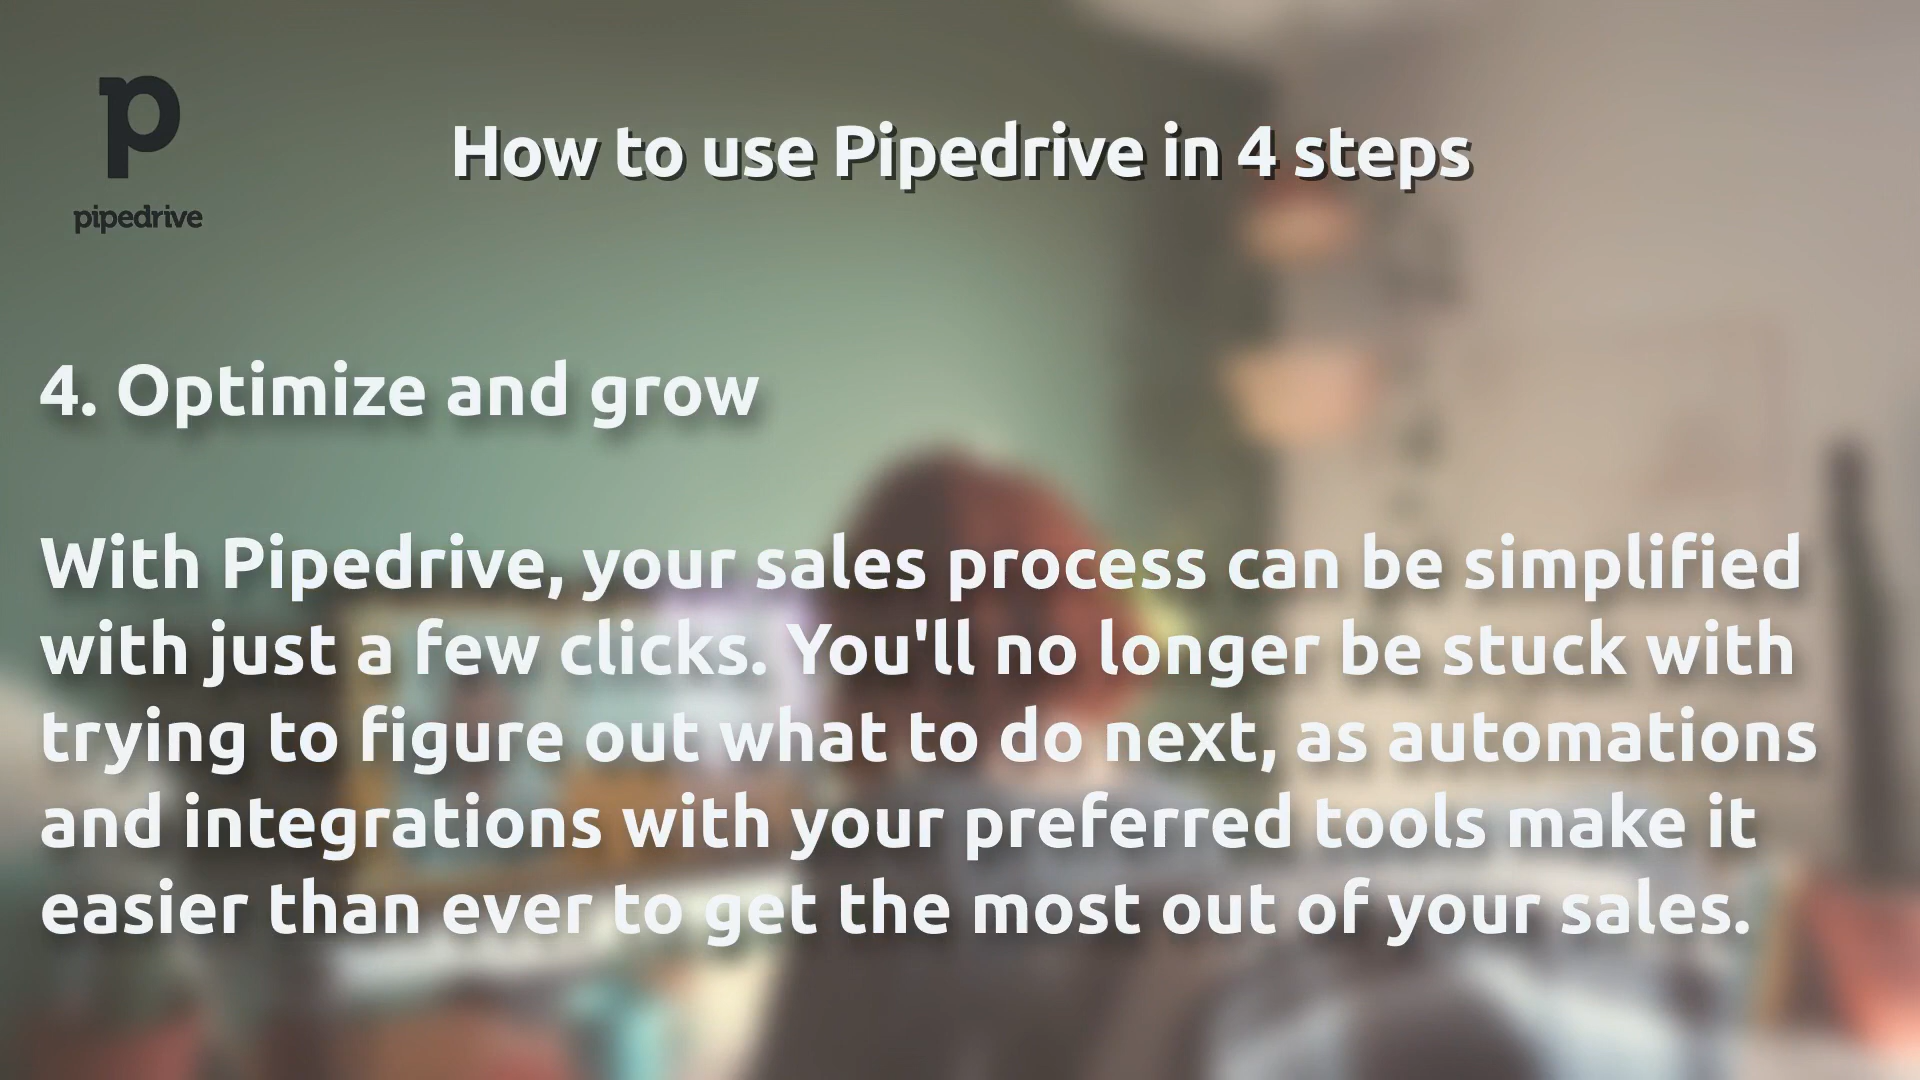 p
pipedrive
How to use Pipedrive in 4 steps
4. Optimize and grow
With Pipedrive, your sales process can be simplified
with just a few clicks. You'll no longer be stuck with
trying to figure out what to do next, as automations
and integrations with your preferred tools make it
easier than ever to get the most out of your sales.